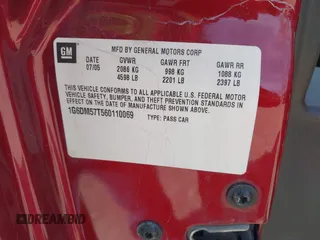 GM
MFD BY GENERAL MOTORS CORP
DATE GVWR GAWR FRT GAWR RR
07/05 2086 KG 998 KG 1088 KG
4598 LB 2201 LB 2397 LB
THIS VEHICLE CONFORMS TO ALL APPLICABLE U.S. FEDERAL MOTOR
VEHICLE SAFETY, BUMPER, AND THEFT PREVENTION STANDARDS IN
EFFECT ON THE DATE OF MANUFACTURE SHOWN ABOVE.
1G6DM57T560110069 TYPE: PASS CAR
DREAMBID